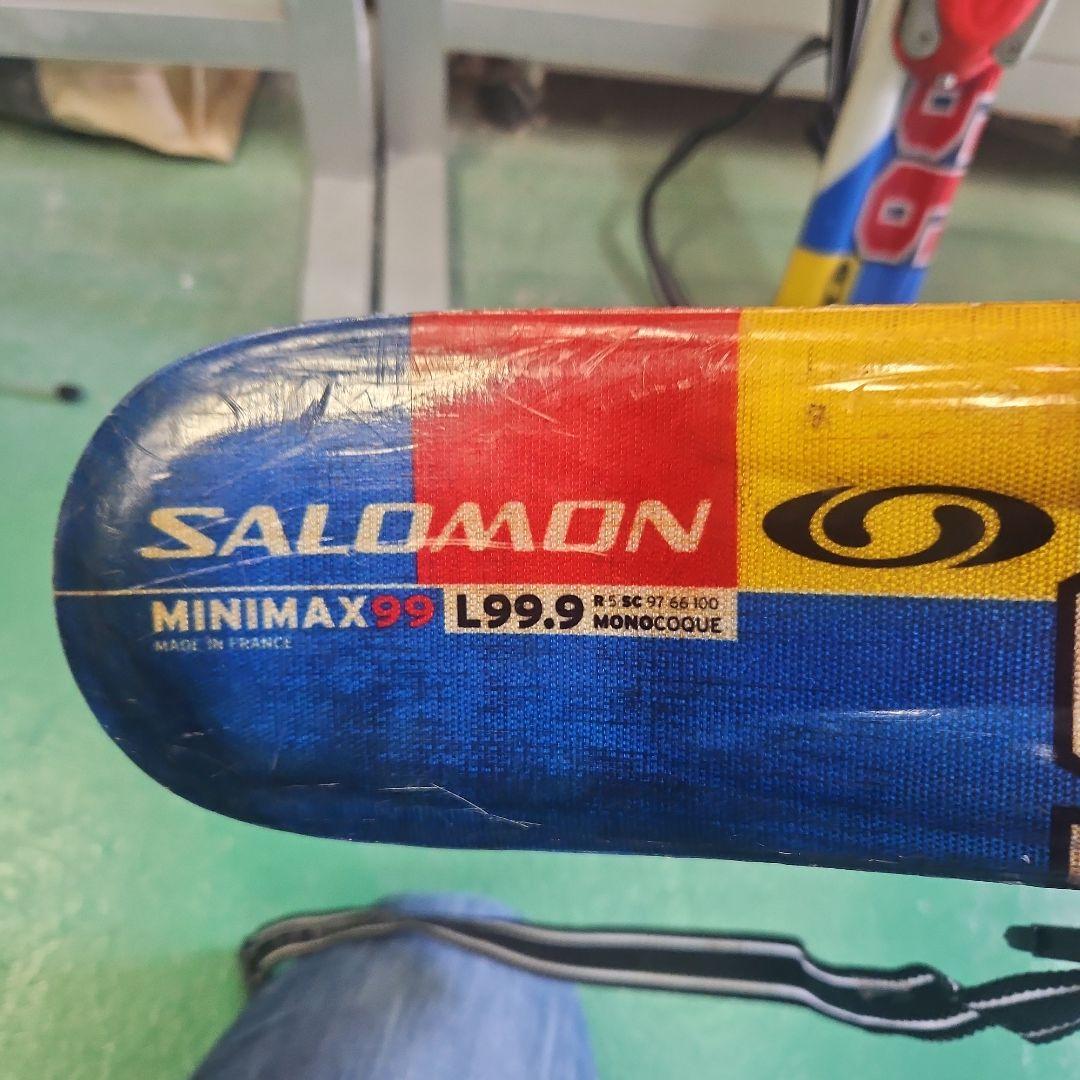 SALOMON
MINIMAX99 L99.9 R 5 SC 97 66 100
MONOCOQUE
MADE IN FRANCE